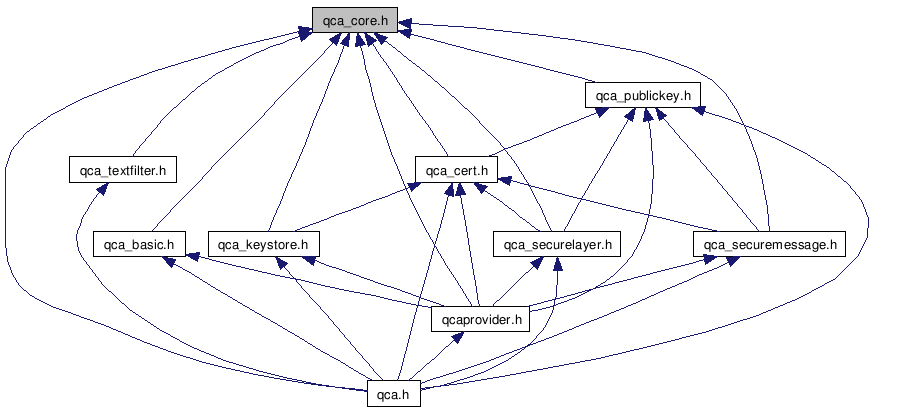 qca_core.h
qca_publickey.h
qca_textfilter.h
qca_cert.h
qca_basic.h
qca_keystore.h
qca_securelayer.h
qca_securemessage.h
qcaprovider.h
qca.h